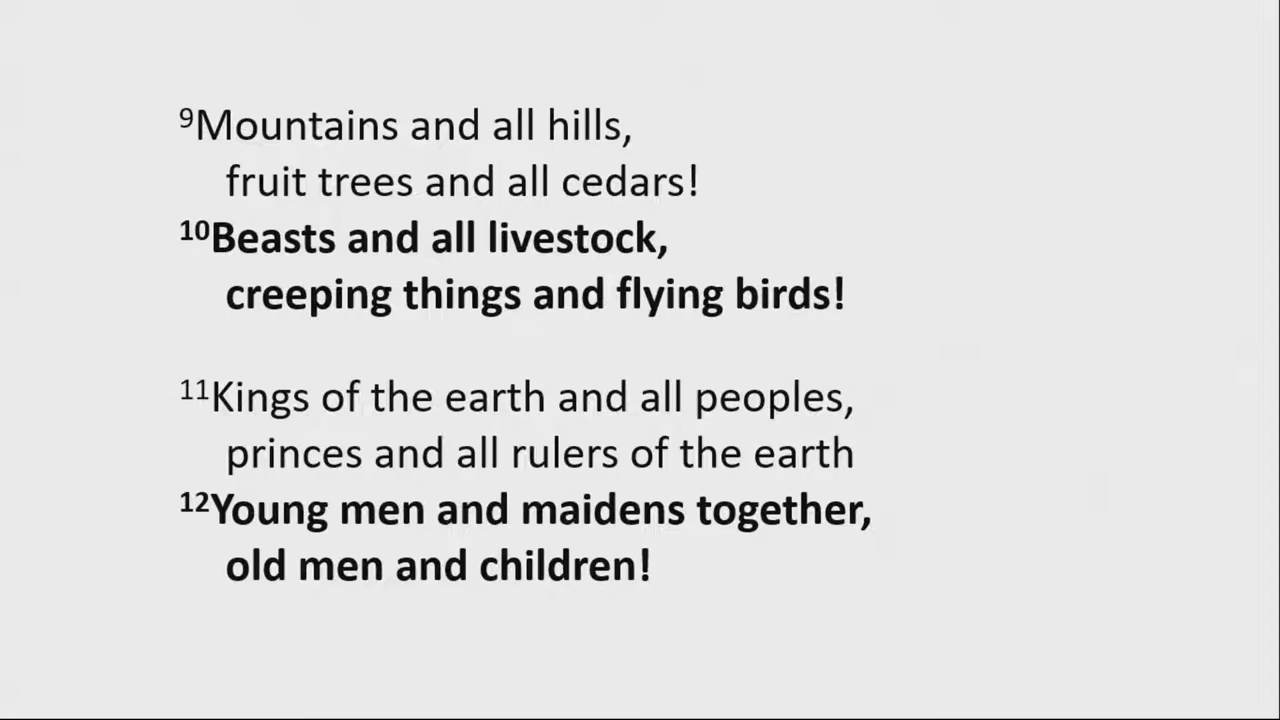 9Mountains and all hills,
fruit trees and all cedars!
10Beasts and all livestock,
creeping things and flying birds!
11Kings of the earth and all peoples,
princes and all rulers of the earth
12Young men and maidens together,
old men and children!